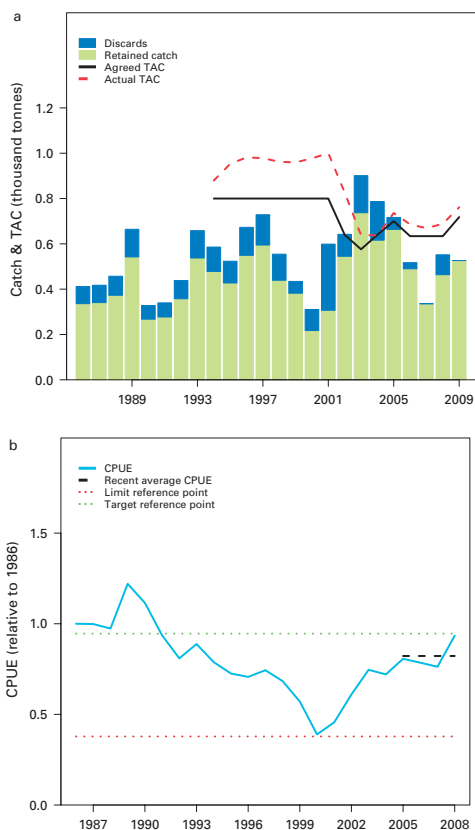 a
Discards
Retained catch
Agreed TAC
Actual TAC
Catch & TAC (thousand tonnes)
1.2
1.0
0.8
0.6
0.4
0.2
0.0
1989 1993 1997 2001 2005 2009
b
CPUE
Recent average CPUE
Limit reference point
Target reference point
CPUE (relative to 1986)
1.5
1.0
0.5
0.0
1987 1990 1993 1996 1999 2002 2005 2008